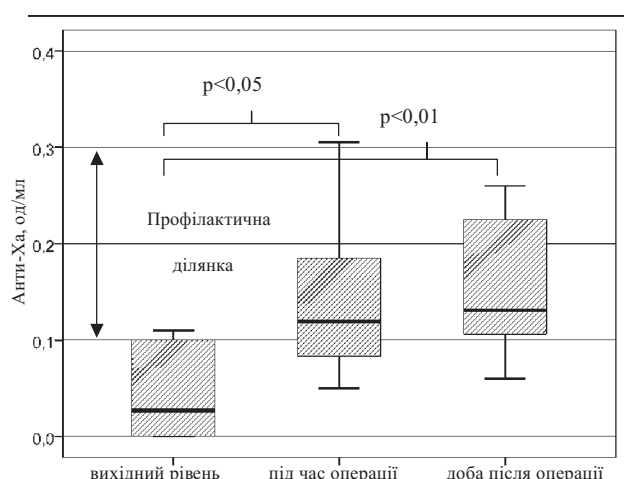 0,4
p<0,05
p<0,01
0,3
Профілактична
ділянка
Анти-Ха, од/мл
0,2
0,1
0,0
вихідний рівень
під час операції
доба після операції